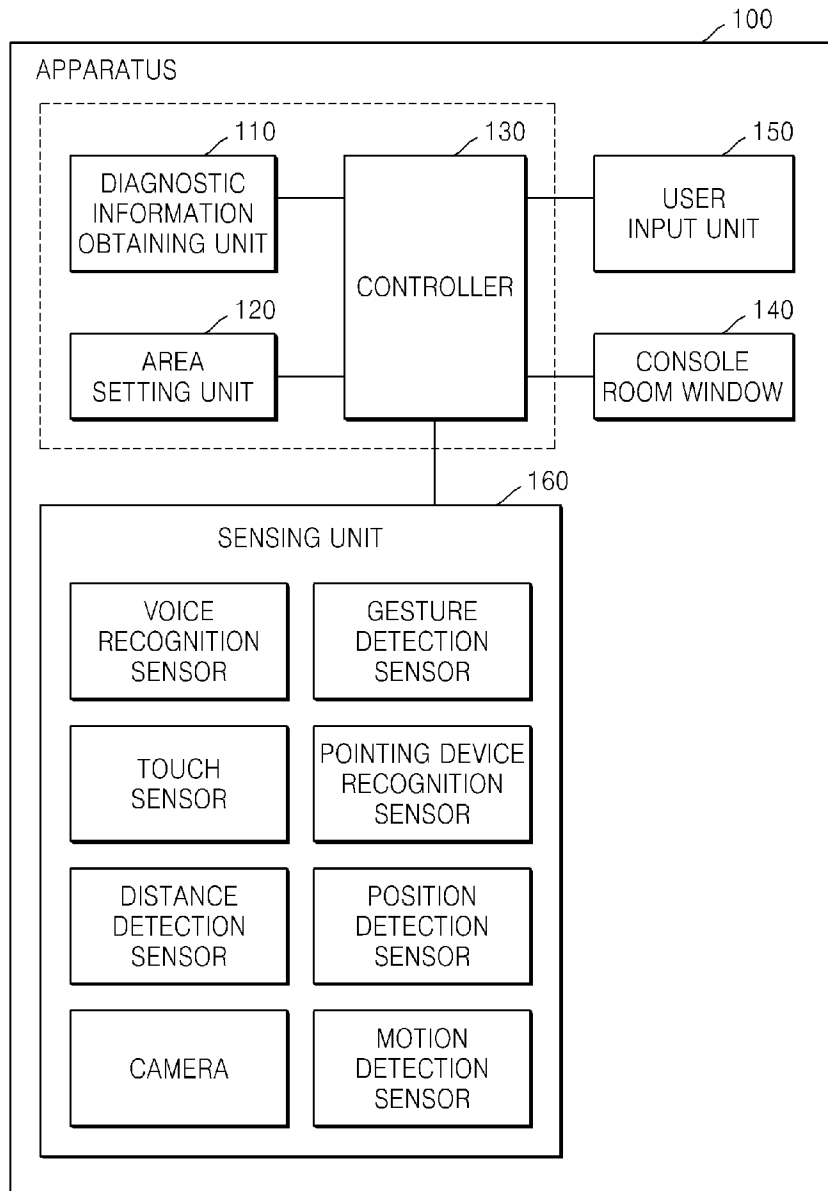 100
APPARATUS
110
130
150
DIAGNOSTIC
INFORMATION
OBTAINING UNIT
CONTROLLER
USER
INPUT UNIT
120
140
AREA
SETTING UNIT
CONSOLE
ROOM WINDOW
160
SENSING UNIT
VOICE
RECOGNITION
SENSOR
GESTURE
DETECTION
SENSOR
TOUCH
SENSOR
POINTING DEVICE
RECOGNITION
SENSOR
DISTANCE
DETECTION
SENSOR
POSITION
DETECTION
SENSOR
CAMERA
MOTION
DETECTION
SENSOR